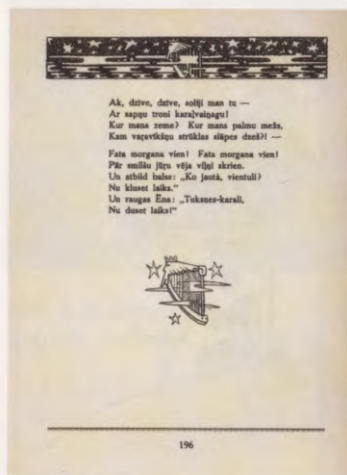 Ak, dzīve, dzīve, solīji man tu —
Ar sapņu troni karaļvaiņagu!
Kur mana zeme? Kur mana palmu mežs,
Kam varavīkšņu strūklas slāpes dzeš?! —
Fata morgana vien! Fata morgana vien!
Pār smilšu jūru vēja viļņi skrien.
Un atbild balss: „Ko jautā, vientuli?
Nu kluset laiks."
Un raugas Ēna: „Tuksnes-karali,
Nu duset laiks!"
196